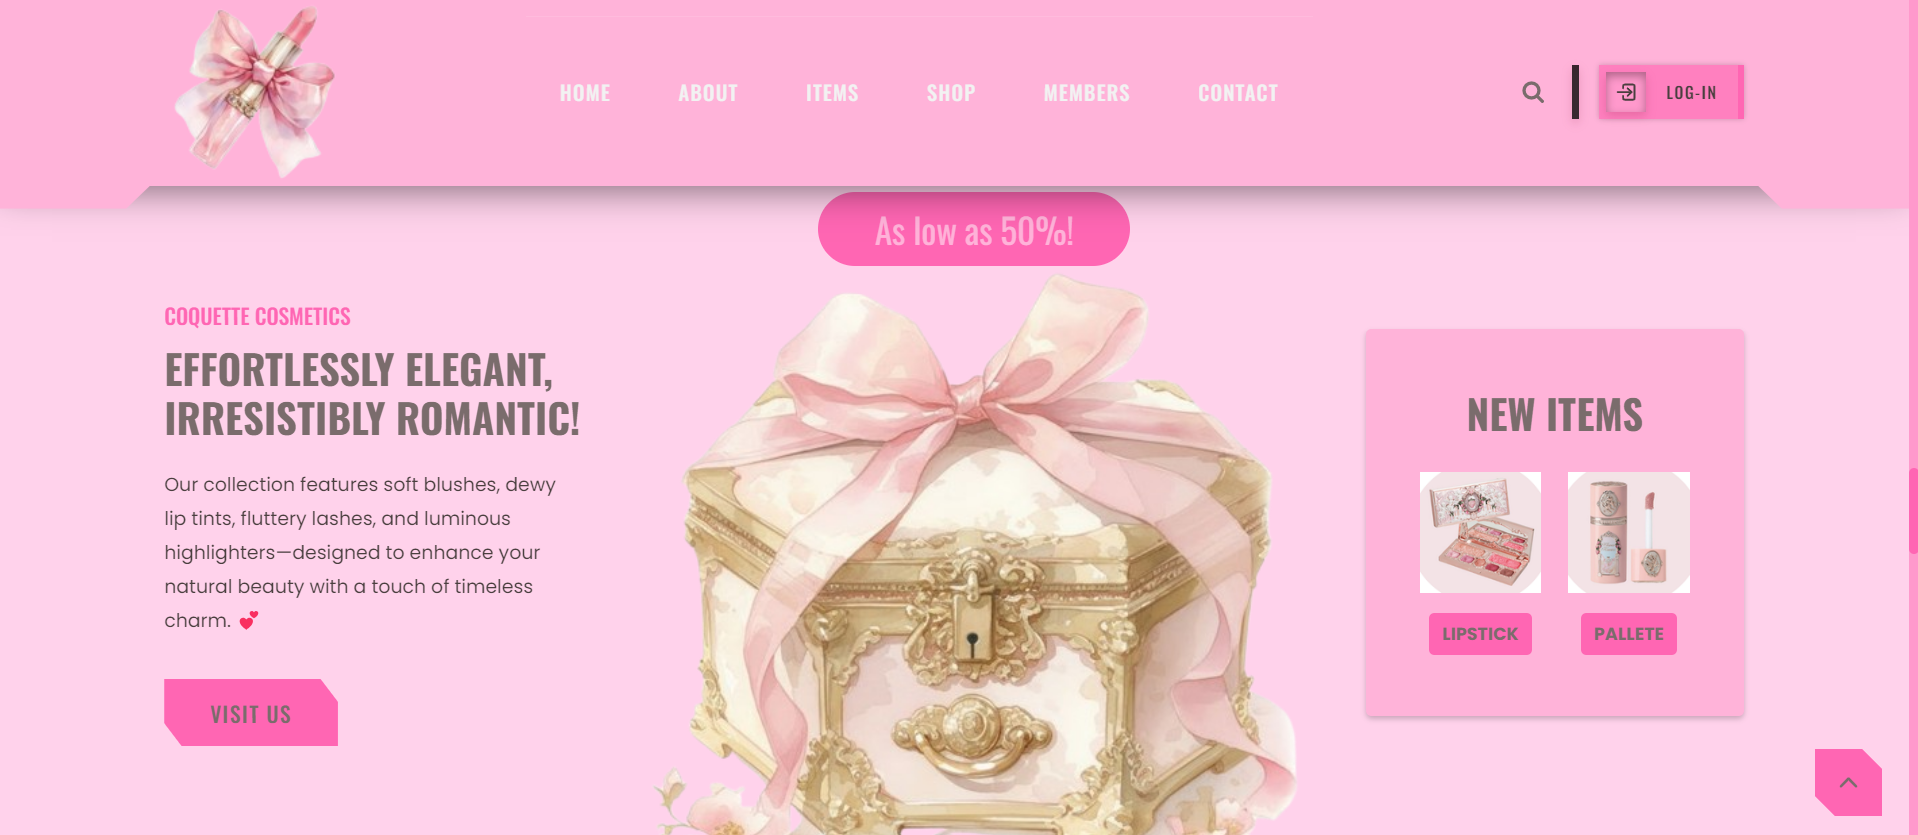 HOME
ABOUT
ITEMS
SHOP
MEMBERS
CONTACT
LOG-IN
As low as 50%!
COQUETTE COSMETICS
EFFORTLESSLY ELEGANT,
IRRESISTIBLY ROMANTIC!
Our collection features soft blushes, dewy
lip tints, fluttery lashes, and luminous
highlighters—designed to enhance your
natural beauty with a touch of timeless
charm. 💕
VISIT US
NEW ITEMS
LIPSTICK
PALLETE